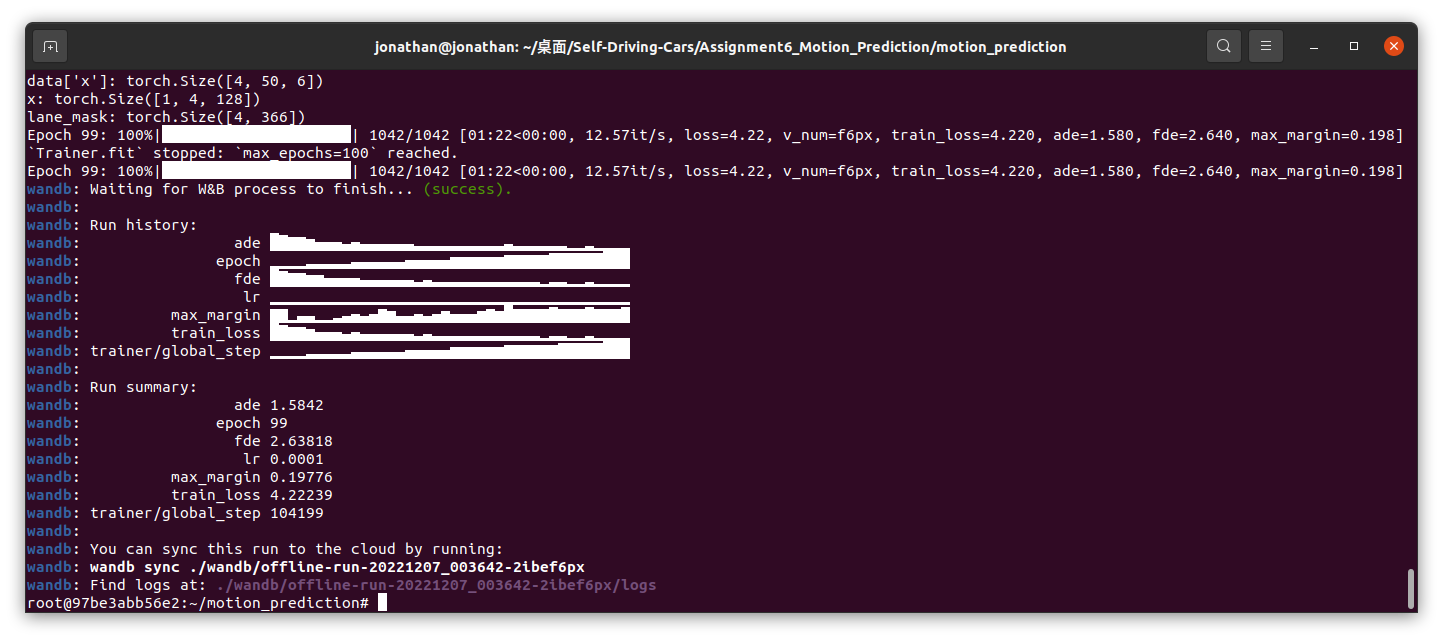 jonathan@jonathan: ~/桌面/Self-Driving-Cars/Assignment6_Motion_Prediction/motion_prediction
data['x']: torch.Size([4, 50, 6])
x: torch.Size([1, 4, 128])
lane_mask: torch.Size([4, 366])
Epoch 99: 100%| | 1042/1042 [01:22<00:00, 12.57it/s, loss=4.22, v_num=f6px, train_loss=4.220, ade=1.580, fde=2.640, max_margin=0.198]
`Trainer.fit` stopped: `max_epochs=100` reached.
Epoch 99: 100%| | 1042/1042 [01:22<00:00, 12.57it/s, loss=4.22, v_num=f6px, train_loss=4.220, ade=1.580, fde=2.640, max_margin=0.198]
wandb: Waiting for W&B process to finish... (success).
wandb:
wandb: Run history:
wandb: ade
wandb: epoch
wandb: fde
wandb: lr
wandb: max_margin
wandb: train_loss
wandb: trainer/global_step
wandb:
wandb: Run summary:
wandb: ade 1.5842
wandb: epoch 99
wandb: fde 2.63818
wandb: lr 0.0001
wandb: max_margin 0.19776
wandb: train_loss 4.22239
wandb: trainer/global_step 104199
wandb:
wandb: You can sync this run to the cloud by running:
wandb: wandb sync ./wandb/offline-run-20221207_003642-2ibef6px
wandb: Find logs at: ./wandb/offline-run-20221207_003642-2ibef6px/logs
root@97be3abb56e2:~/motion_prediction#